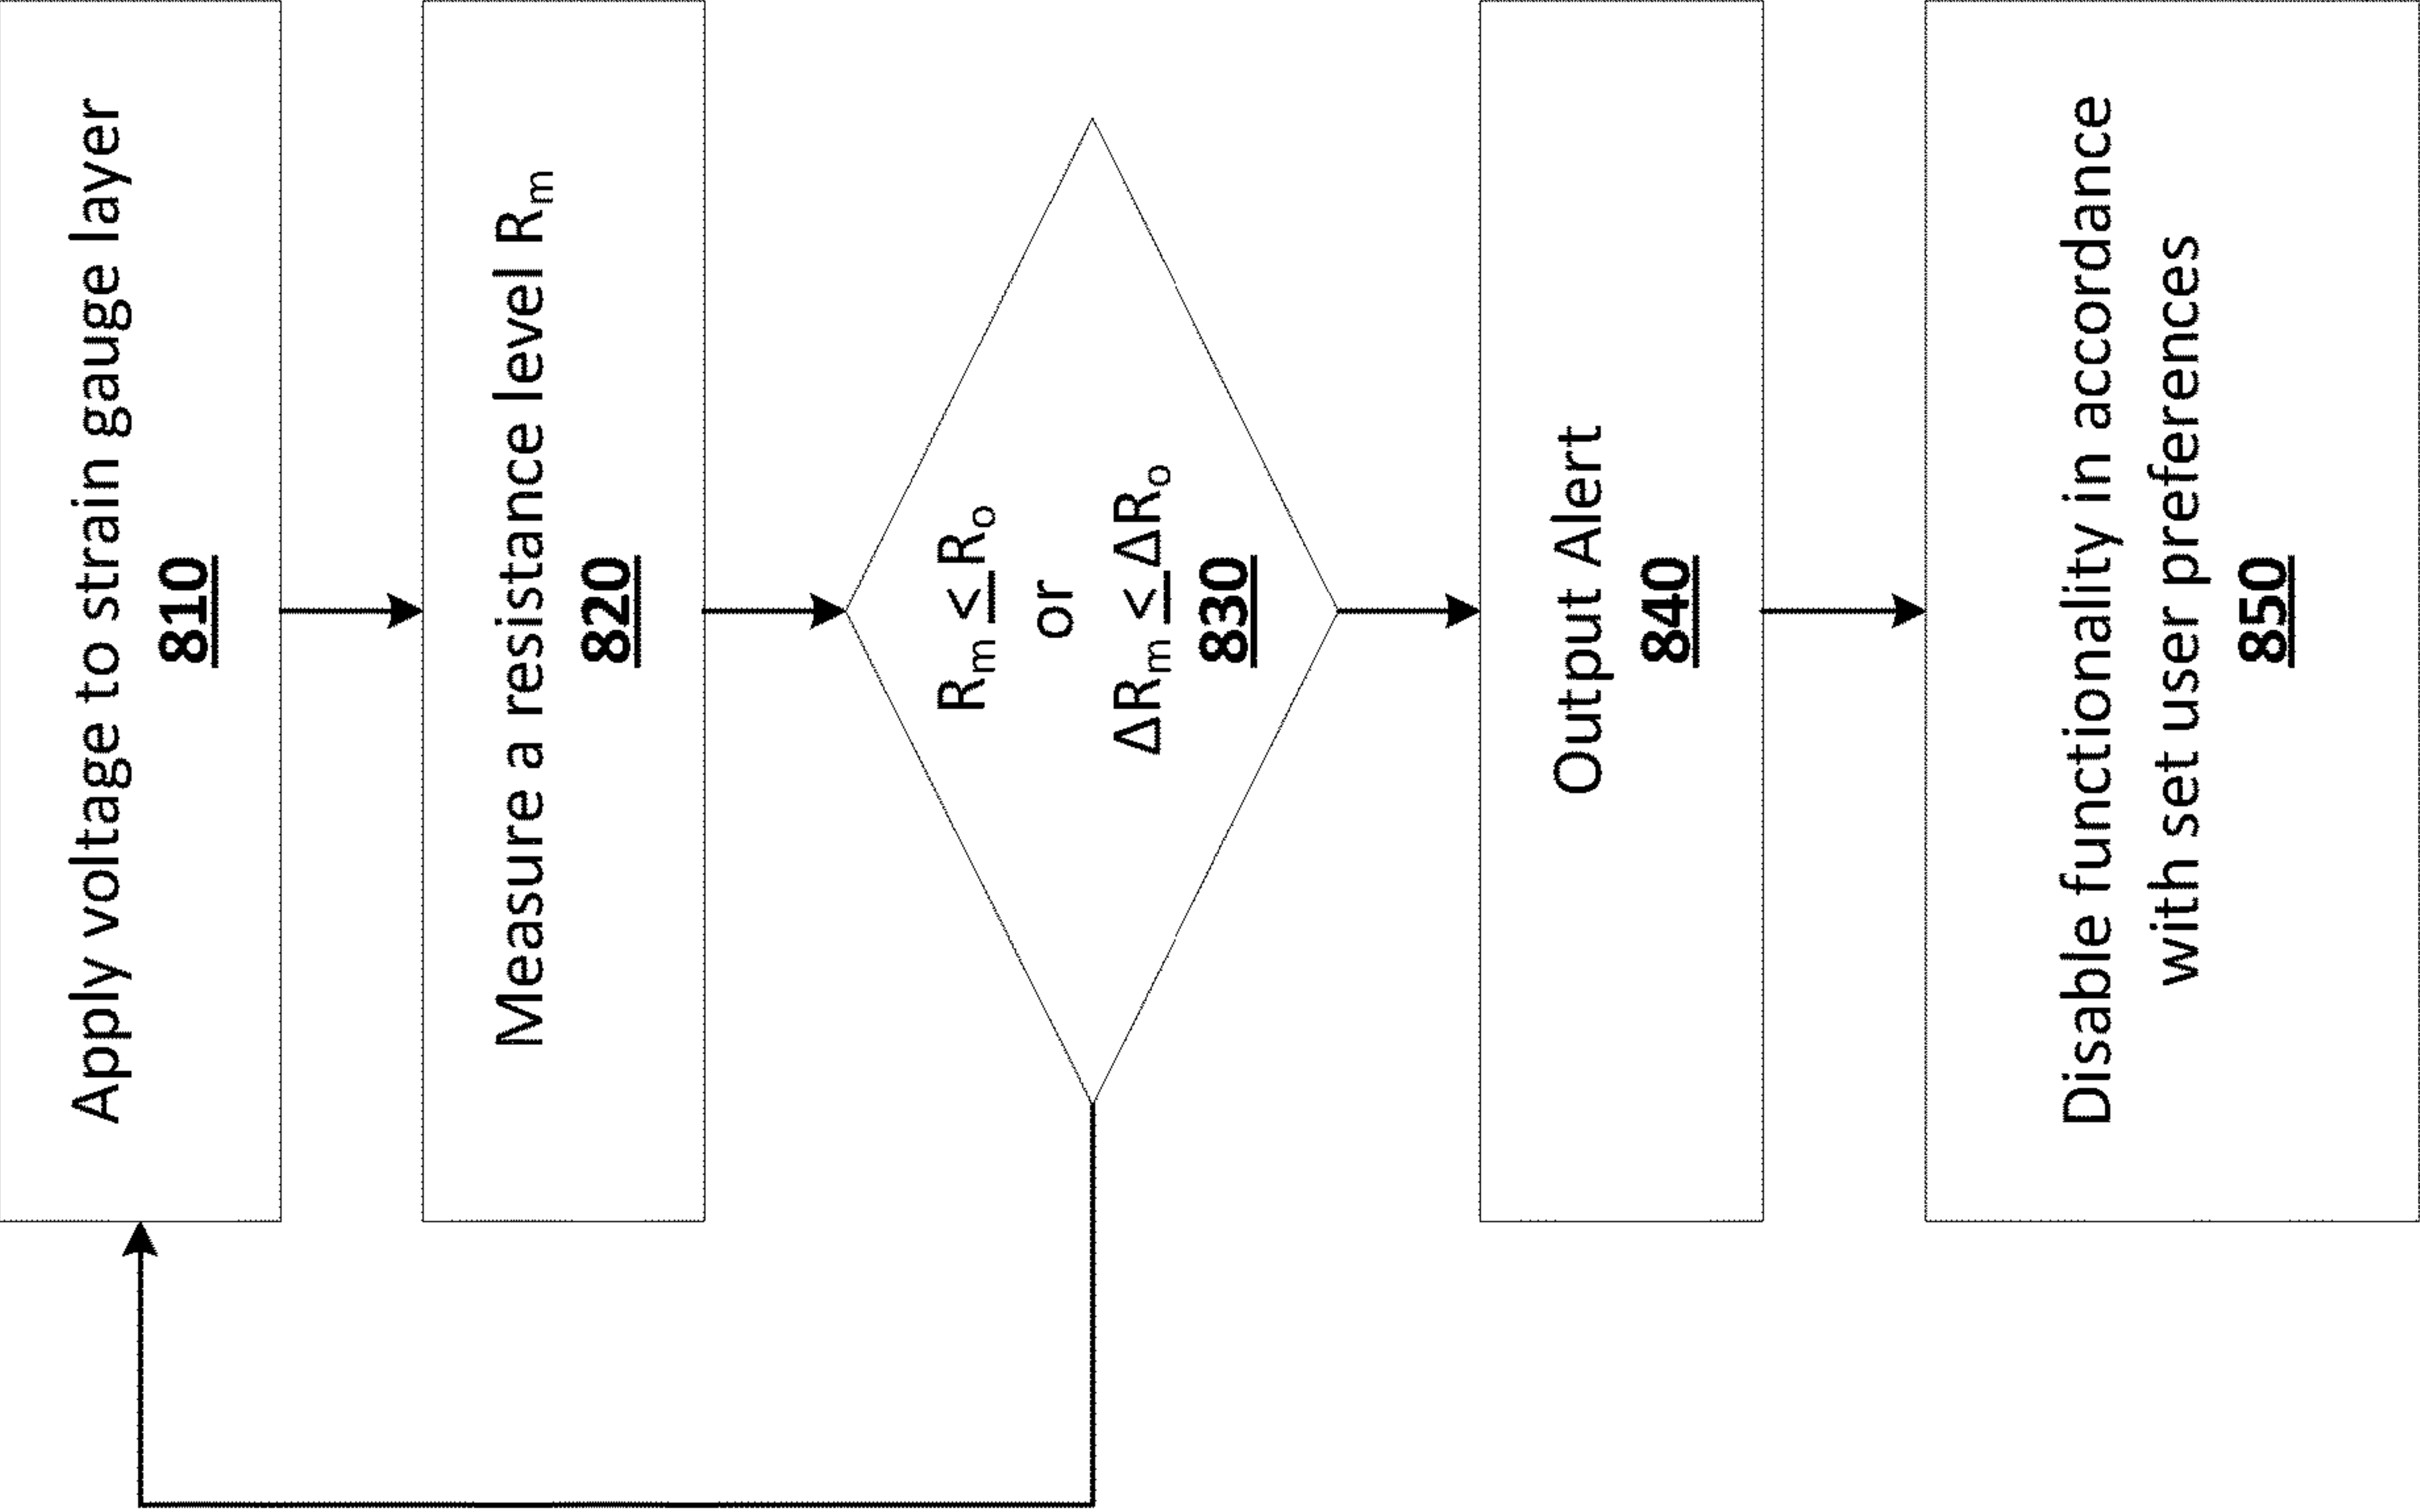 Apply voltage to strain gauge layer
810
Measure a resistance level Rₘ
820
Rₘ ≤ Rₒ
or
ΔRₘ ≤ ΔRₒ
830
Output Alert
840
Disable functionality in accordance
with set user preferences
850